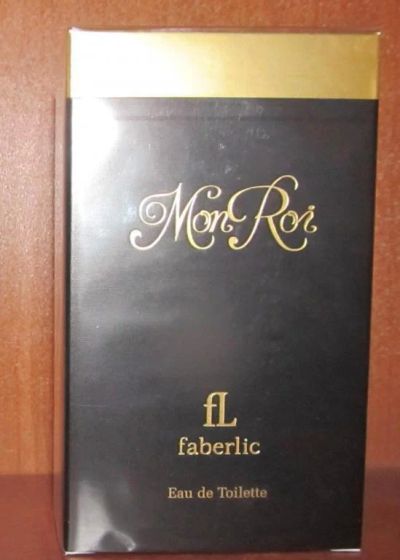 Mon Roi
fL
faberlic
Eau de Toilette